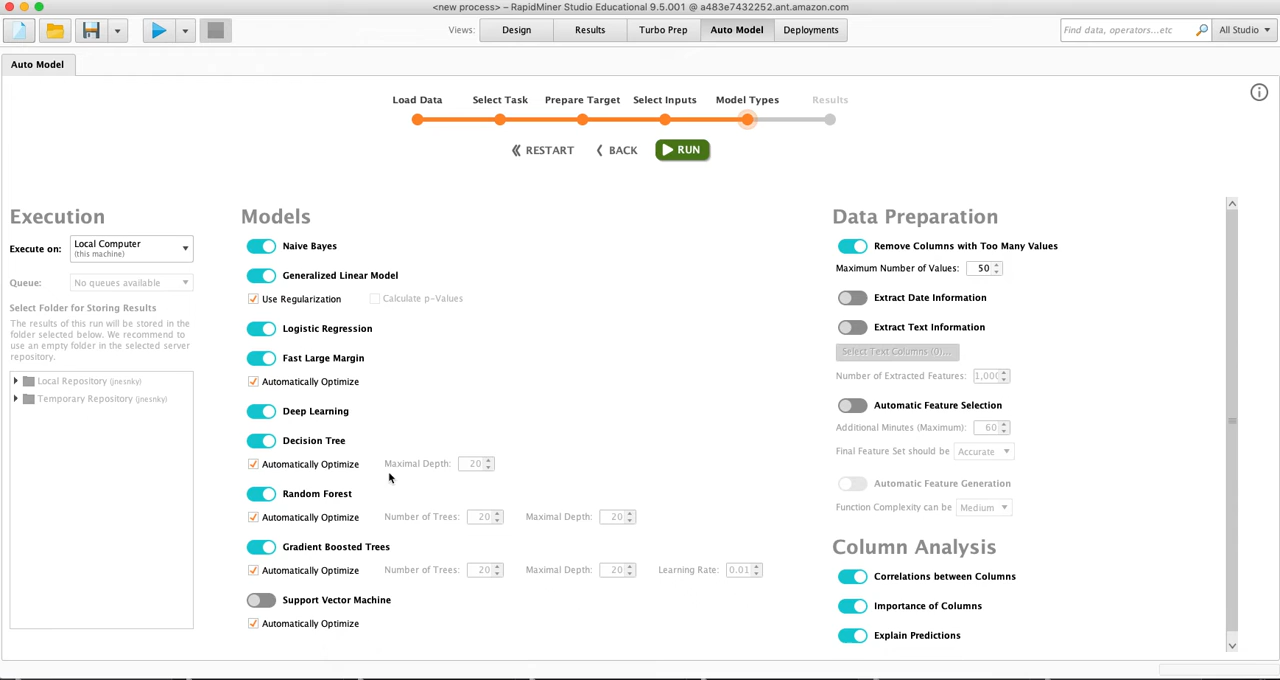 <new process> – RapidMiner Studio Educational 9.5.001 @ a483e7432252.ant.amazon.com
Views:
Design
Results
Turbo Prep
Auto Model
Deployments
Find data, operators...etc
All Studio
Auto Model
Load Data
Select Task
Prepare Target
Select Inputs
Model Types
Results
RESTART
BACK
RUN
Execution
Execute on:
Local Computer
(this machine)
Queue:
No queues available
Select Folder for Storing Results
The results of this run will be stored in the
folder selected below. We recommend to
use an empty folder in the selected server
repository.
Local Repository (jnesnky)
Temporary Repository (jnesnky)
Models
Naive Bayes
Generalized Linear Model
Use Regularization
Calculate p-Values
Logistic Regression
Fast Large Margin
Automatically Optimize
Deep Learning
Decision Tree
Automatically Optimize
Maximal Depth:
20
Random Forest
Automatically Optimize
Number of Trees:
20
Maximal Depth:
20
Gradient Boosted Trees
Automatically Optimize
Number of Trees:
20
Maximal Depth:
20
Learning Rate:
0.01
Support Vector Machine
Automatically Optimize
Data Preparation
Remove Columns with Too Many Values
Maximum Number of Values:
50
Extract Date Information
Extract Text Information
Select Text Columns (0)...
Number of Extracted Features:
1,000
Automatic Feature Selection
Additional Minutes (Maximum):
60
Final Feature Set should be
Accurate
Automatic Feature Generation
Function Complexity can be
Medium
Column Analysis
Correlations between Columns
Importance of Columns
Explain Predictions